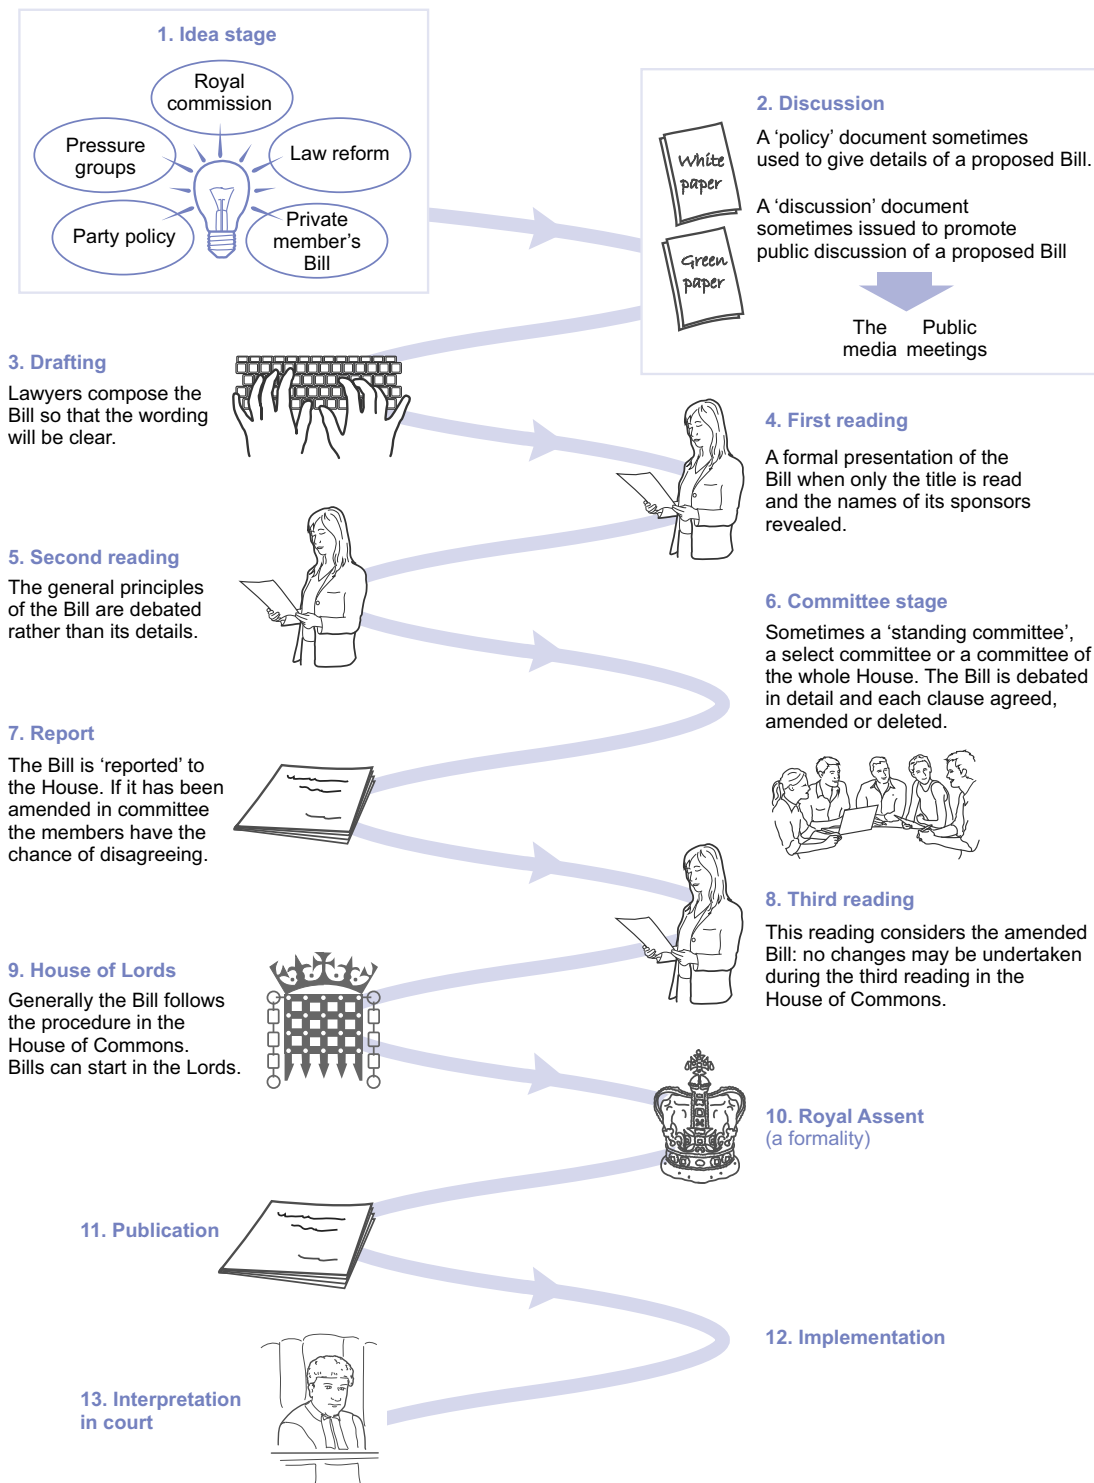 1. Idea stage
Royal
commission
Pressure
groups
Law reform
Party policy
Private
member's
Bill
2. Discussion
White
paper
A 'policy' document sometimes
used to give details of a proposed Bill.
Green
paper
A 'discussion' document
sometimes issued to promote
public discussion of a proposed Bill
The
media
Public
meetings
3. Drafting
Lawyers compose the
Bill so that the wording
will be clear.
4. First reading
A formal presentation of the
Bill when only the title is read
and the names of its sponsors
revealed.
5. Second reading
The general principles
of the Bill are debated
rather than its details.
6. Committee stage
Sometimes a 'standing committee',
a select committee or a committee of
the whole House. The Bill is debated
in detail and each clause agreed,
amended or deleted.
7. Report
The Bill is 'reported' to
the House. If it has been
amended in committee
the members have the
chance of disagreeing.
8. Third reading
This reading considers the amended
Bill: no changes may be undertaken
during the third reading in the
House of Commons.
9. House of Lords
Generally the Bill follows
the procedure in the
House of Commons.
Bills can start in the Lords.
10. Royal Assent
(a formality)
11. Publication
12. Implementation
13. Interpretation
in court